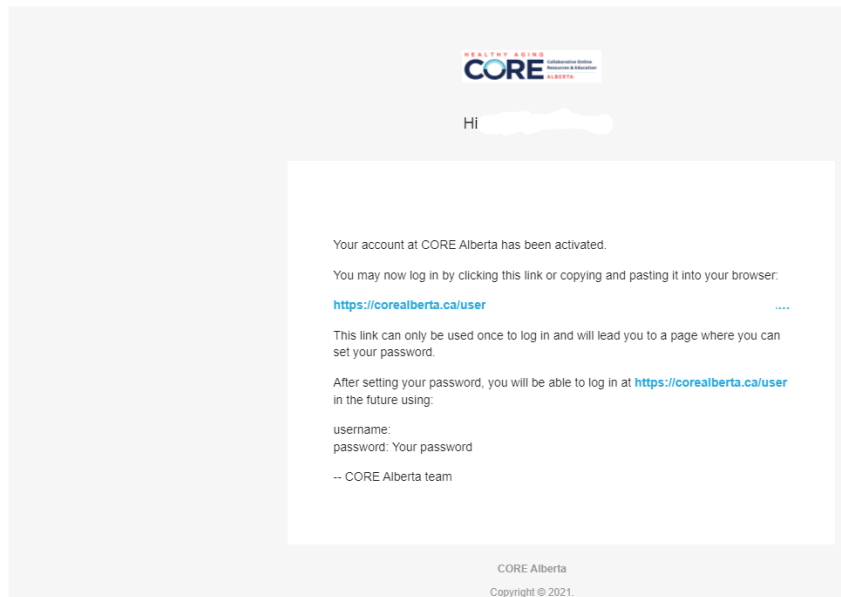 HEALTHY AGING
CORE
Collaborative Online
Resources & Education
ALBERTA
Hi
Your account at CORE Alberta has been activated.
You may now log in by clicking this link or copying and pasting it into your browser:
https://corealberta.ca/user ....
This link can only be used once to log in and will lead you to a page where you can
set your password.
After setting your password, you will be able to log in at https://corealberta.ca/user
in the future using:
username:
password: Your password
-- CORE Alberta team
CORE Alberta
Copyright © 2021.